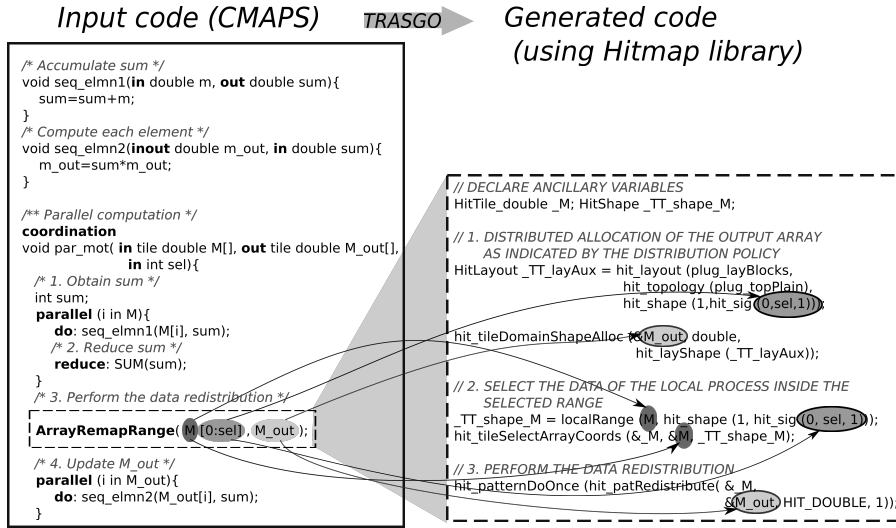 Input code (CMAPS)
TRASGO
Generated code
(using Hitmap library)
/* Accumulate sum */
void seq_elmn1(in double m, out double sum){
sum=sum+m;
}
/* Compute each element */
void seq_elmn2(inout double m_out, in double sum){
m_out=sum*m_out;
}
/** Parallel computation */
coordination
void par_mot( in tile double M[], out tile double M_out[],
in int sel){
/* 1. Obtain sum */
int sum;
parallel (i in M){
do: seq_elmn1(M[i], sum);
/* 2. Reduce sum */
reduce: SUM(sum);
}
/* 3. Perform the data redistribution */
ArrayRemapRange( M[0:sel] , M_out );
/* 4. Update M_out */
parallel (i in M_out){
do: seq_elmn2(M_out[i], sum);
}
// DECLARE ANCILLARY VARIABLES
HitTile_double _M; HitShape _TT_shape_M;
// 1. DISTRIBUTED ALLOCATION OF THE OUTPUT ARRAY
AS INDICATED BY THE DISTRIBUTION POLICY
HitLayout _TT_layAux = hit_layout (plug_layBlocks,
hit_topology (plug_topPlain),
hit_shape (1,hit_sig(0,sel,1)));
hit_tileDomainShapeAlloc (&M_out, double,
hit_layShape (_TT_layAux));
// 2. SELECT THE DATA OF THE LOCAL PROCESS INSIDE THE
SELECTED RANGE
_TT_shape_M = localRange (M, hit_shape (1, hit_sig(0, sel, 1)));
hit_tileSelectArrayCoords (&_M, &M, _TT_shape_M);
// 3. PERFORM THE DATA REDISTRIBUTION
hit_patternDoOnce (hit_patRedistribute( &_M,
&M_out, HIT_DOUBLE, 1));